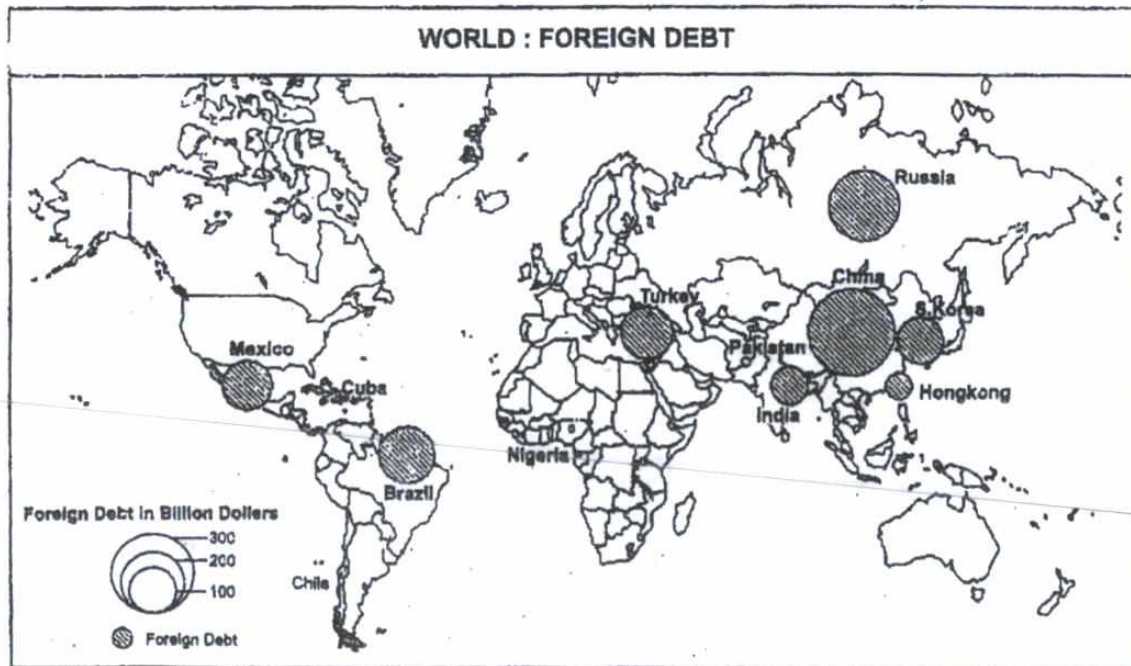 WORLD : FOREIGN DEBT
Russia
China
Turkey
S.Korea
Mexico
Pakistan
Cuba
Hongkong
India
Nigeria
Brazil
Foreign Debt in Billion Dollers
300
200
100
Chile
Foreign Debt